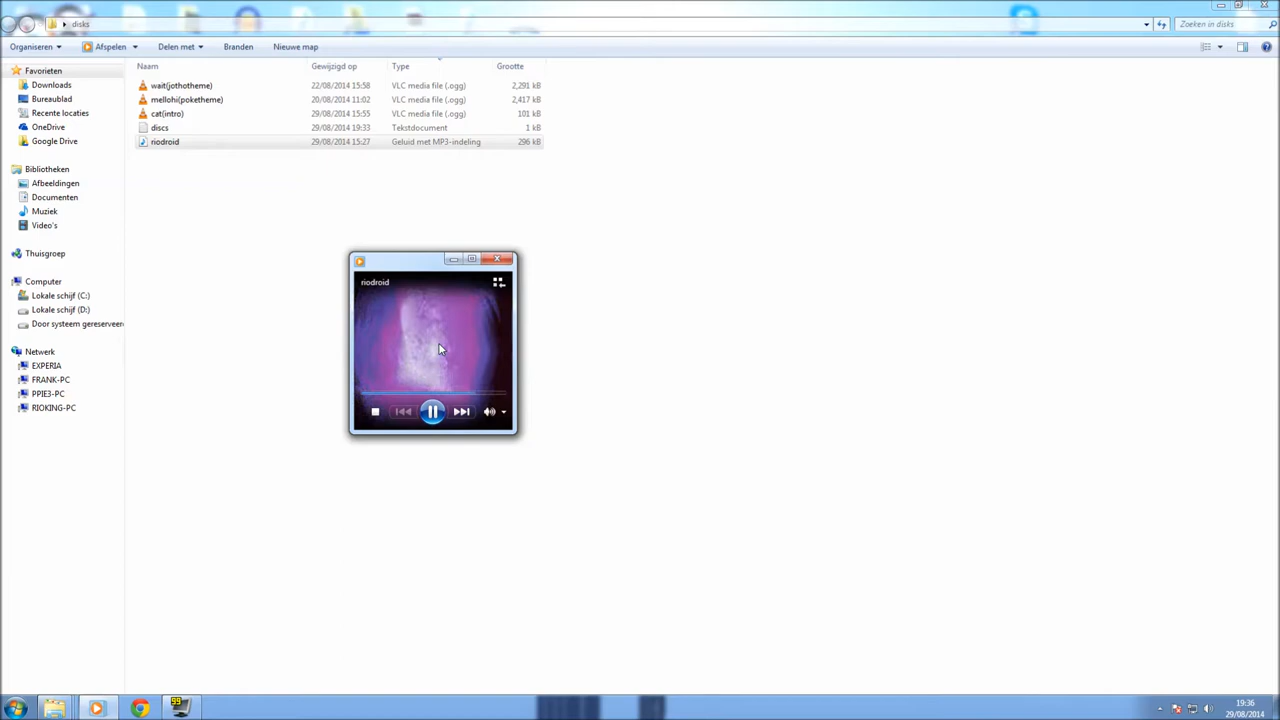 disks
Zoeken in disks
Organiseren Afspelen Delen met Branden Nieuwe map
Favorieten
Downloads
Bureaublad
Recente locaties
OneDrive
Google Drive
Bibliotheken
Afbeeldingen
Documenten
Muziek
Video's
Thuisgroep
Computer
Lokale schijf (C:)
Lokale schijf (D:)
Door systeem gereserveer
Netwerk
EXPERIA
FRANK-PC
PPIE3-PC
RIOKING-PC
Naam Gewijzigd op Type Grootte
wait(jothotheme) 22/08/2014 15:58 VLC media file (.ogg) 2,291 kB
mellohi(poketheme) 20/08/2014 11:02 VLC media file (.ogg) 2,417 kB
cat(intro) 29/08/2014 15:55 VLC media file (.ogg) 101 kB
discs 29/08/2014 19:33 Tekstdocument 1 kB
riodroid 29/08/2014 15:27 Geluid met MP3-indeling 296 kB
riodroid
99
19:36
29/08/2014